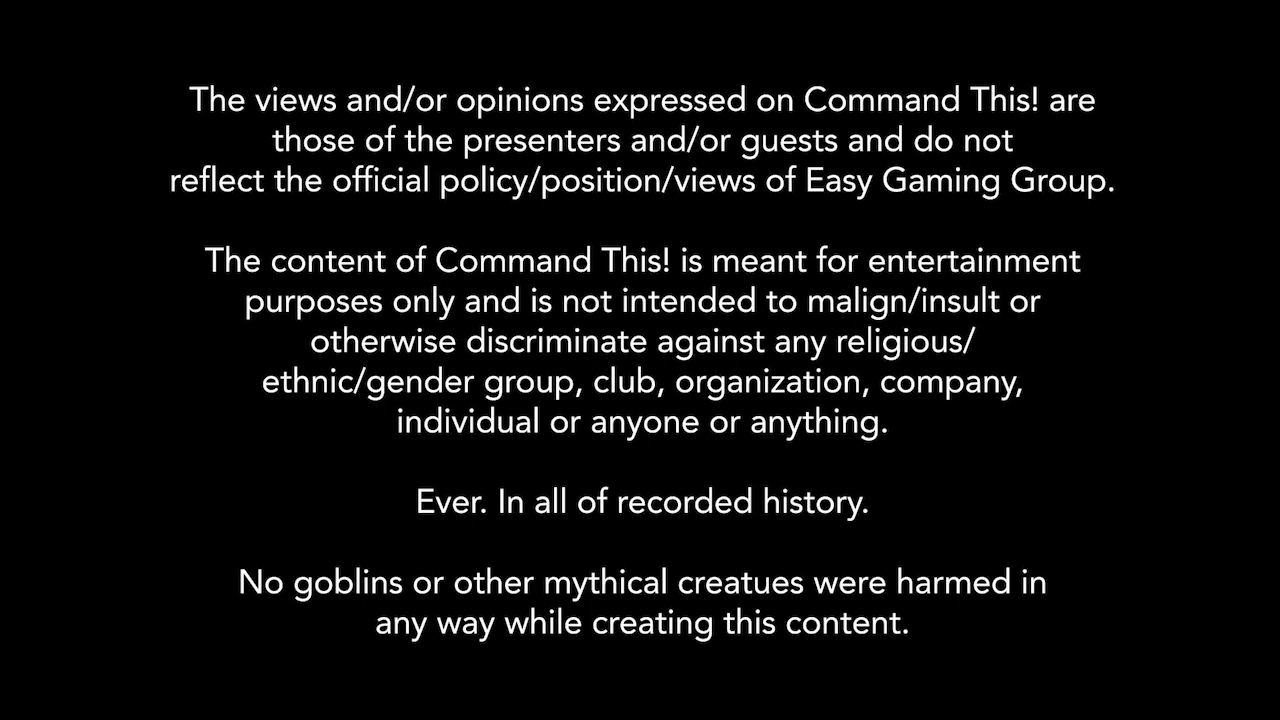 The views and/or opinions expressed on Command This! are
those of the presenters and/or guests and do not
reflect the official policy/position/views of Easy Gaming Group.
The content of Command This! is meant for entertainment
purposes only and is not intended to malign/insult or
otherwise discriminate against any religious/
ethnic/gender group, club, organization, company,
individual or anyone or anything.
Ever. In all of recorded history.
No goblins or other mythical creatues were harmed in
any way while creating this content.